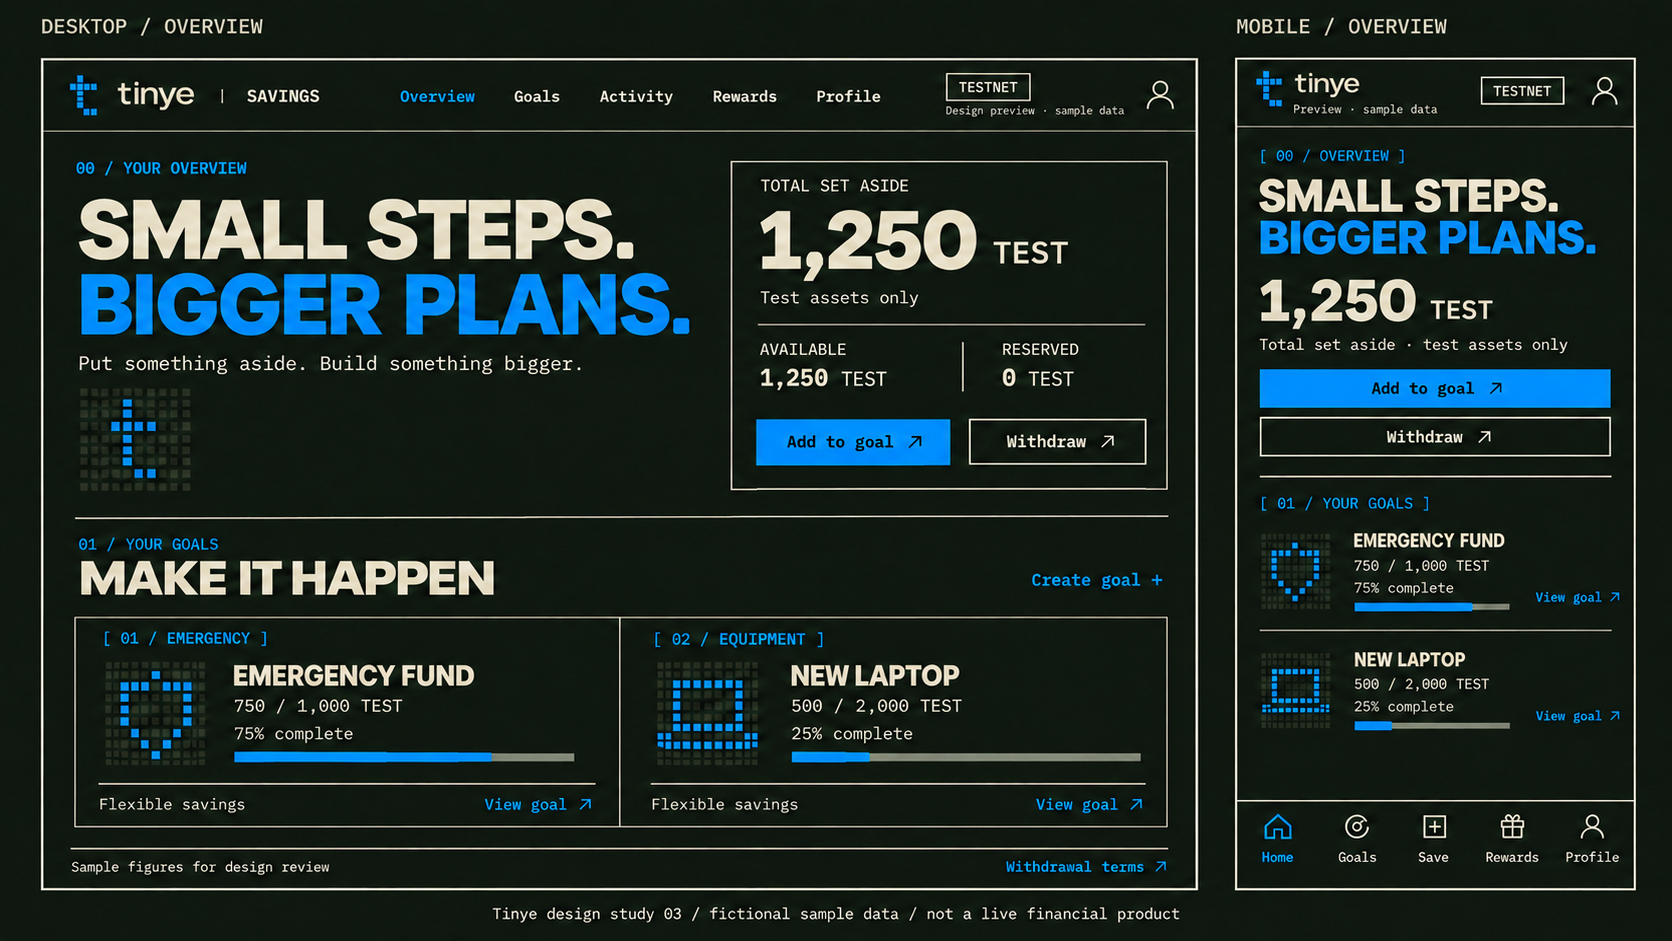 DESKTOP / OVERVIEW
tinye | SAVINGS
Overview
Goals
Activity
Rewards
Profile
TESTNET
Design preview · sample data
00 / YOUR OVERVIEW
SMALL STEPS.
BIGGER PLANS.
Put something aside. Build something bigger.
TOTAL SET ASIDE
1,250 TEST
Test assets only
AVAILABLE
1,250 TEST
RESERVED
0 TEST
Add to goal ↗
Withdraw ↗
01 / YOUR GOALS
MAKE IT HAPPEN
Create goal +
[ 01 / EMERGENCY ]
EMERGENCY FUND
750 / 1,000 TEST
75% complete
Flexible savings
View goal ↗
[ 02 / EQUIPMENT ]
NEW LAPTOP
500 / 2,000 TEST
25% complete
Flexible savings
View goal ↗
Sample figures for design review
Withdrawal terms ↗
MOBILE / OVERVIEW
tinye
Preview · sample data
TESTNET
[ 00 / OVERVIEW ]
SMALL STEPS.
BIGGER PLANS.
1,250 TEST
Total set aside · test assets only
Add to goal ↗
Withdraw ↗
[ 01 / YOUR GOALS ]
EMERGENCY FUND
750 / 1,000 TEST
75% complete
View goal ↗
NEW LAPTOP
500 / 2,000 TEST
25% complete
View goal ↗
Home
Goals
Save
Rewards
Profile
Tinye design study 03 / fictional sample data / not a live financial product